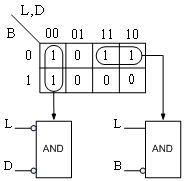 L,D
B 00 01 11 10
0 1 0 1 1
1 1 0 0 0
L L
AND AND
D B